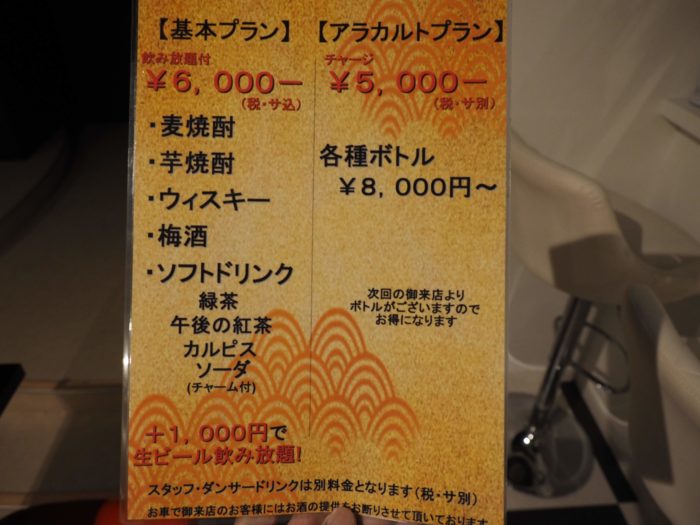 【基本プラン】
飲み放題付
￥6，000ー
（税・サ込）
・麦焼酎
・芋焼酎
・ウィスキー
・梅酒
・ソフトドリンク
緑茶
午後の紅茶
カルピス
ソーダ
（チャーム付）
＋1，000円で
生ビール飲み放題！
【アラカルトプラン】
チャージ
￥5，000ー
（税・サ別）
各種ボトル
￥8，000円～
次回の御来店より
ボトルがございますので
お得になります
スタッフ・ダンサードリンクは別料金となります（税・サ別）
お車で御来店のお客様にはお酒の提供をお断りさせて頂いております